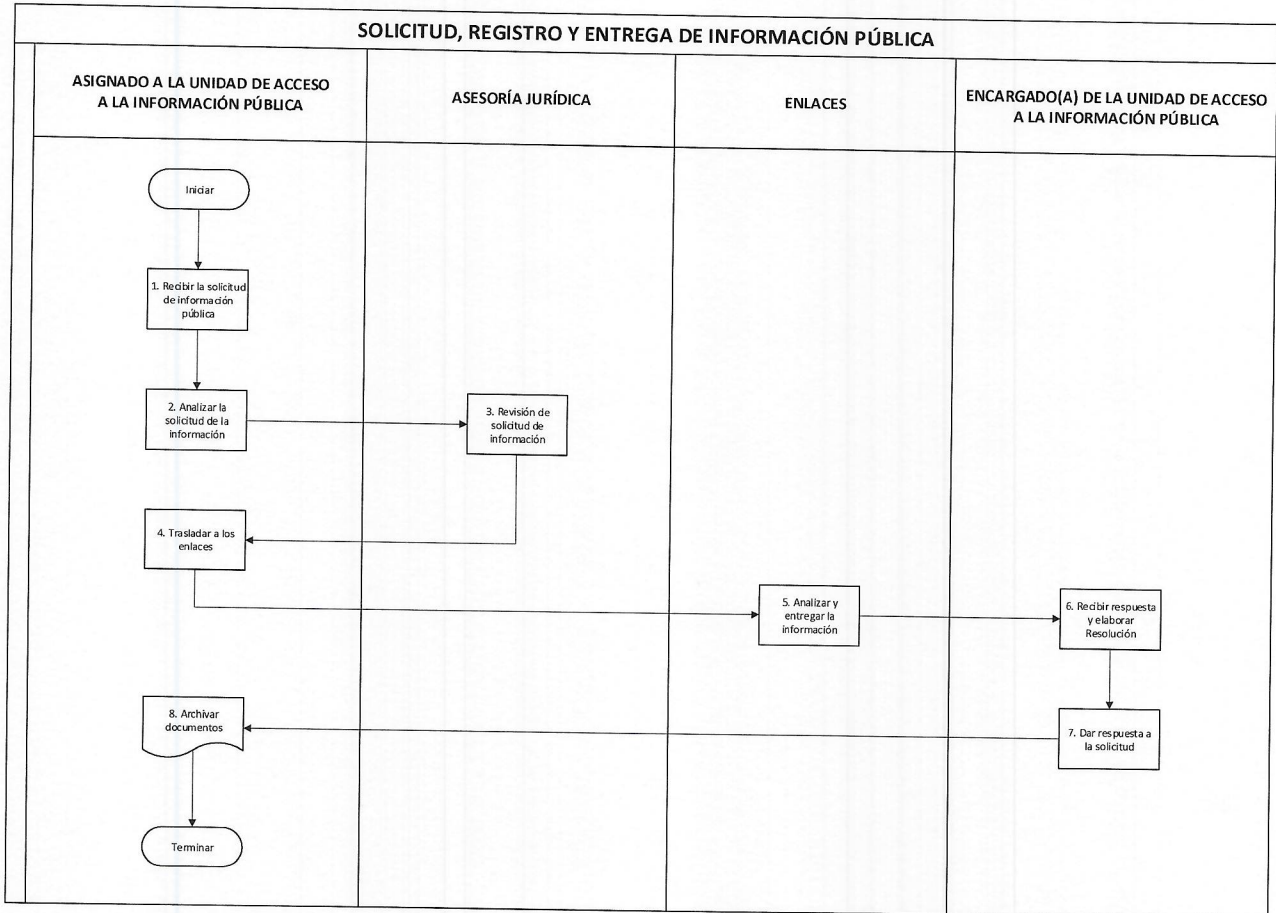 SOLICITUD, REGISTRO Y ENTREGA DE INFORMACIÓN PÚBLICA
ASIGNADO A LA UNIDAD DE ACCESO
A LA INFORMACIÓN PÚBLICA
ASESORÍA JURÍDICA
ENLACES
ENCARGADO(A) DE LA UNIDAD DE ACCESO
A LA INFORMACIÓN PÚBLICA
Iniciar
1. Recibir la solicitud
de información
pública
2. Analizar la
solicitud de la
información
3. Revisión de
solicitud de
información
4. Trasladar a los
enlaces
5. Analizar y
entregar la
información
6. Recibir respuesta
y elaborar
Resolución
7. Dar respuesta a
la solicitud
8. Archivar
documentos
Terminar